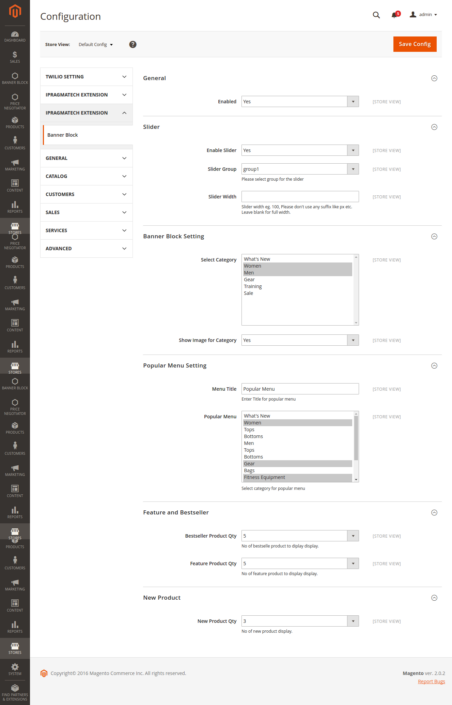 Configuration
admin
Store View: Default Config
Save Config
DASHBOARD
SALES
BANNER BLOCK
PRICE
NEGOTIATOR
PRODUCTS
CUSTOMERS
MARKETING
CONTENT
REPORTS
STORES
PRICE
NEGOTIATOR
PRODUCTS
CUSTOMERS
MARKETING
CONTENT
REPORTS
STORES
BANNER BLOCK
PRICE
NEGOTIATOR
PRODUCTS
CUSTOMERS
MARKETING
CONTENT
REPORTS
STORES
PRODUCTS
CUSTOMERS
MARKETING
CONTENT
REPORTS
STORES
SYSTEM
FIND PARTNERS
& EXTENSIONS
TWILIO SETTING
IPRAGMATECH EXTENSION
IPRAGMATECH EXTENSION
Banner Block
GENERAL
CATALOG
CUSTOMERS
SALES
SERVICES
ADVANCED
General
Enabled Yes [STORE VIEW]
Slider
Enable Slider Yes [STORE VIEW]
Slider Group group1 [STORE VIEW]
Please select group for the slider
Slider Width [STORE VIEW]
Slider width eg. 100, Please don't use any suffix like px etc.
Leave blank for full width.
Banner Block Setting
Select Category What's New [STORE VIEW]
Women
Men
Gear
Training
Sale
Show Image for Category Yes [STORE VIEW]
Popular Menu Setting
Menu Title Popular Menu [STORE VIEW]
Enter Title for popular menu
Popular Menu What's New [STORE VIEW]
Women
Tops
Bottoms
Men
Tops
Bottoms
Gear
Bags
Fitness Equipment
Select category for popular menu
Feature and Bestseller
Bestseller Product Qty 5 [STORE VIEW]
No of bestselle product to diplay display.
Feature Product Qty 5 [STORE VIEW]
No of feature product to display display.
New Product
New Product Qty 3 [STORE VIEW]
No of new product display.
Copyright© 2016 Magento Commerce Inc. All rights reserved.
Magento ver. 2.0.2
Report Bugs